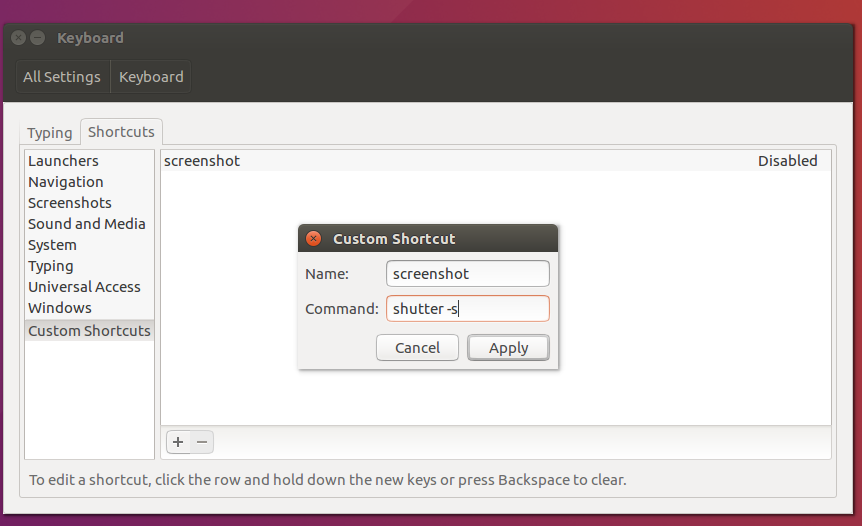 Keyboard
All Settings Keyboard
Typing Shortcuts
Launchers
Navigation
Screenshots
Sound and Media
System
Typing
Universal Access
Windows
Custom Shortcuts
screenshot Disabled
Custom Shortcut
Name: screenshot
Command: shutter -s
Cancel Apply
To edit a shortcut, click the row and hold down the new keys or press Backspace to clear.